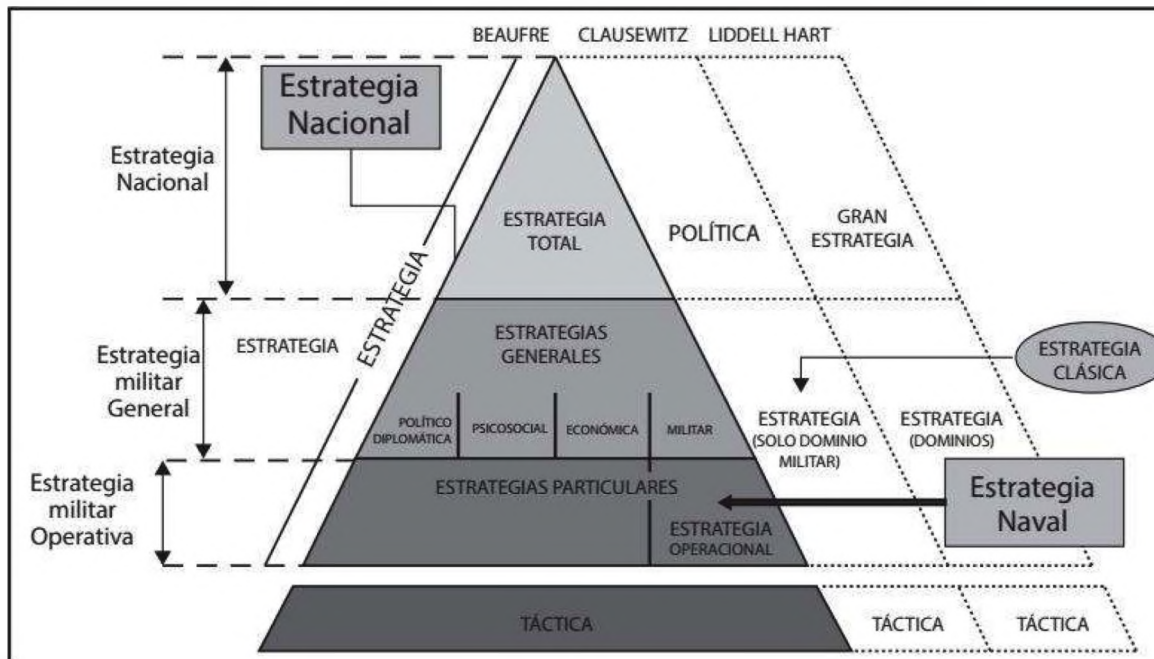 BEAUFRE CLAUSEWITZ LIDDELL HART
Estrategia
Nacional
Estrategia
Nacional
ESTRATEGIA
TOTAL
POLÍTICA
GRAN
ESTRATEGIA
ESTRATEGIA
Estrategia
militar
General
ESTRATEGIA
ESTRATEGIAS
GENERALES
POLÍTICO
DIPLOMÁTICA
PSICOSOCIAL
ECONÓMICA
MILITAR
ESTRATEGIA
(SOLO DOMINIO
MILITAR)
ESTRATEGIA
(DOMINIOS)
ESTRATEGIA
CLÁSICA
Estrategia
militar
Operativa
ESTRATEGIAS PARTICULARES
ESTRATEGIA
OPERACIONAL
Estrategia
Naval
TÁCTICA
TÁCTICA
TÁCTICA